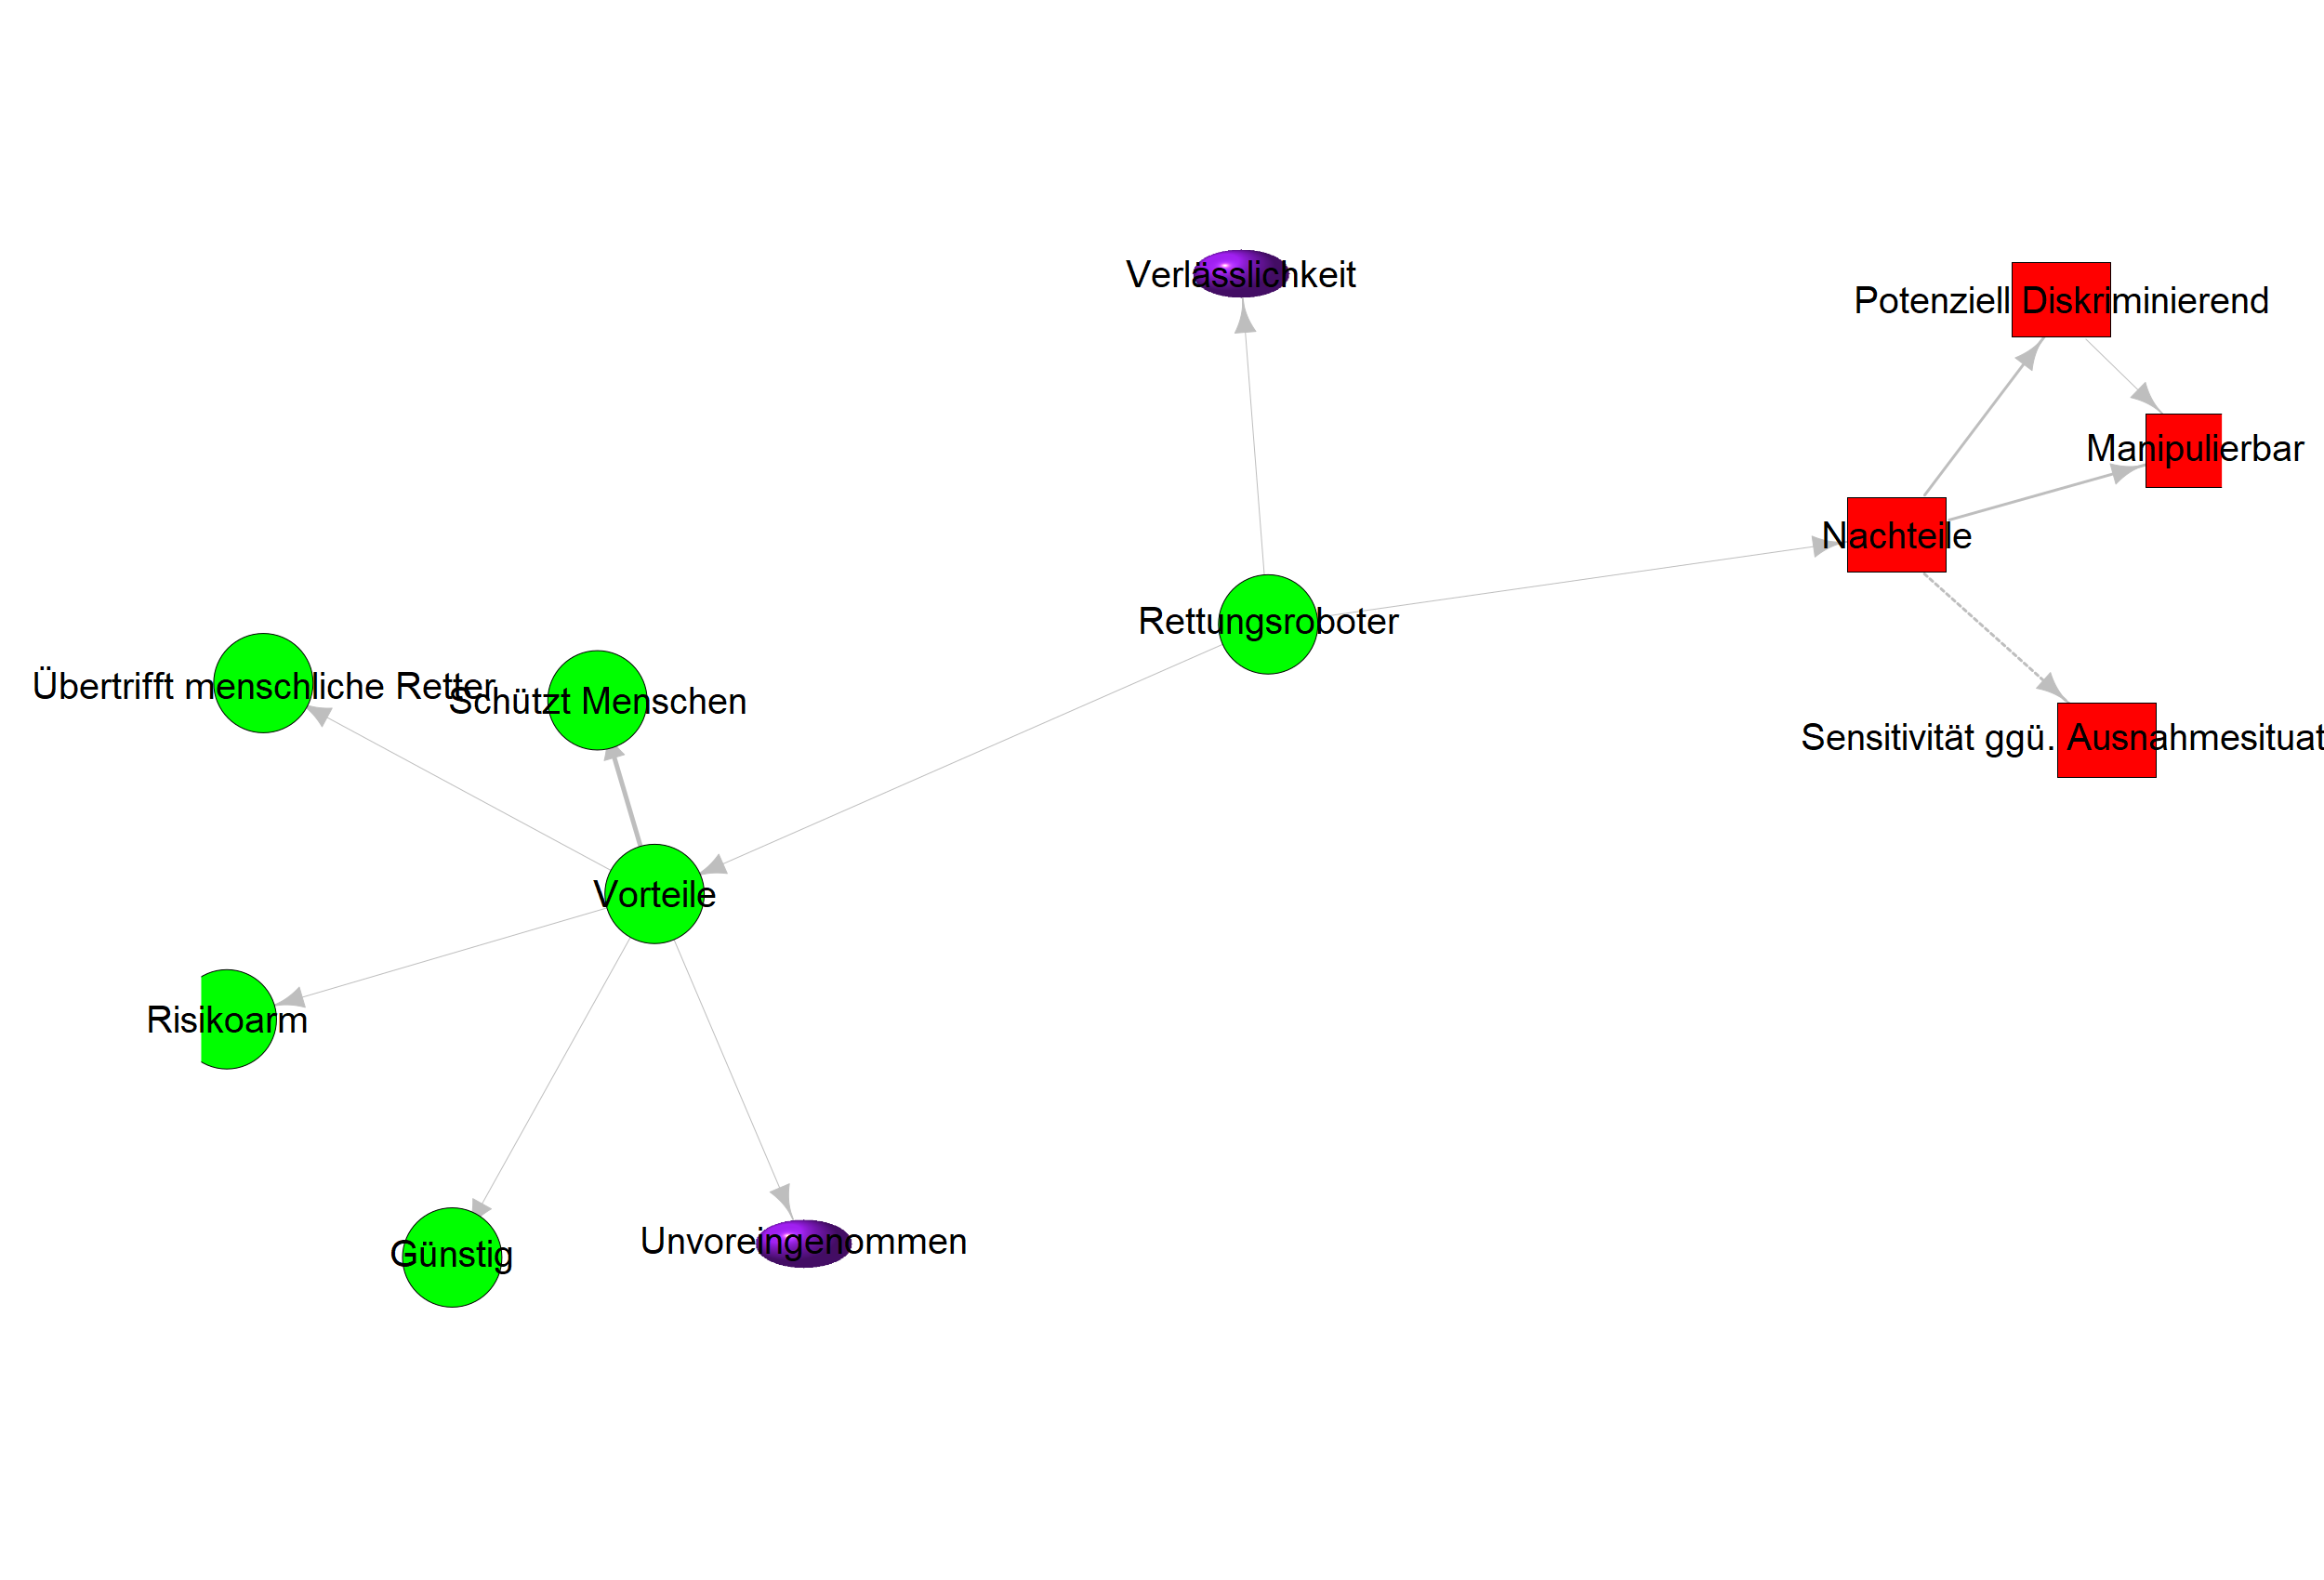 Verlässlichkeit
Potenziell Diskriminierend
Manipulierbar
Nachteile
Rettungsroboter
Übertrifft menschliche Retter
Schützt Menschen
Sensitivität ggü. Ausnahmesituat
Vorteile
Risikoarm
Unvoreingenommen
Günstig